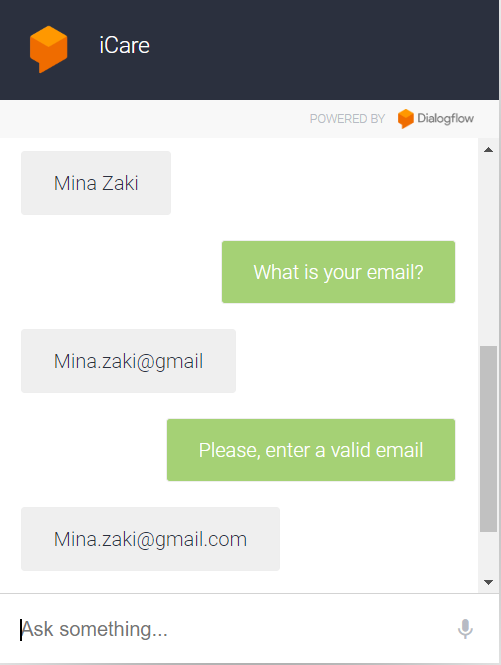 iCare
POWERED BY Dialogflow
Mina Zaki
What is your email?
Mina.zaki@gmail
Please, enter a valid email
Mina.zaki@gmail.com
Ask something...